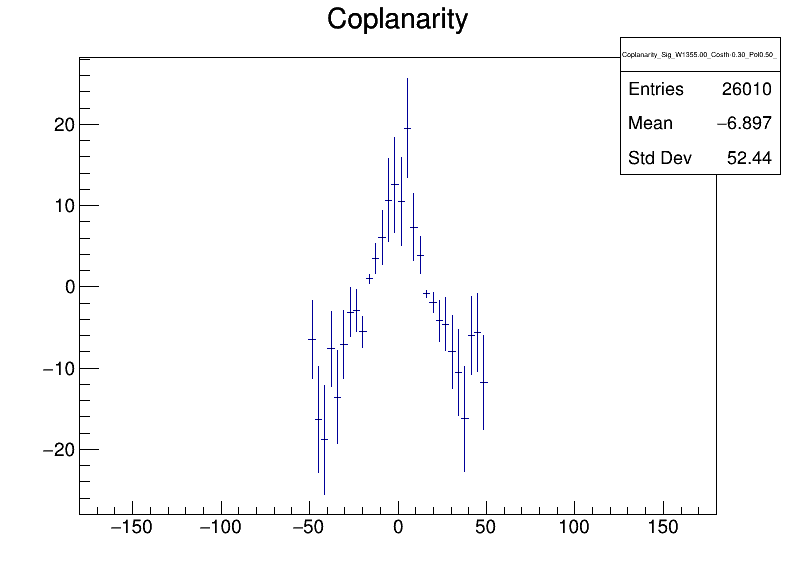 Coplanarity
Coplanarity_Sig_W1355.00_Costh-0.30_Pol0.50_
Entries 26010
Mean −6.897
Std Dev 52.44
20
10
0
−10
−20
−150 −100 −50 0 50 100 150